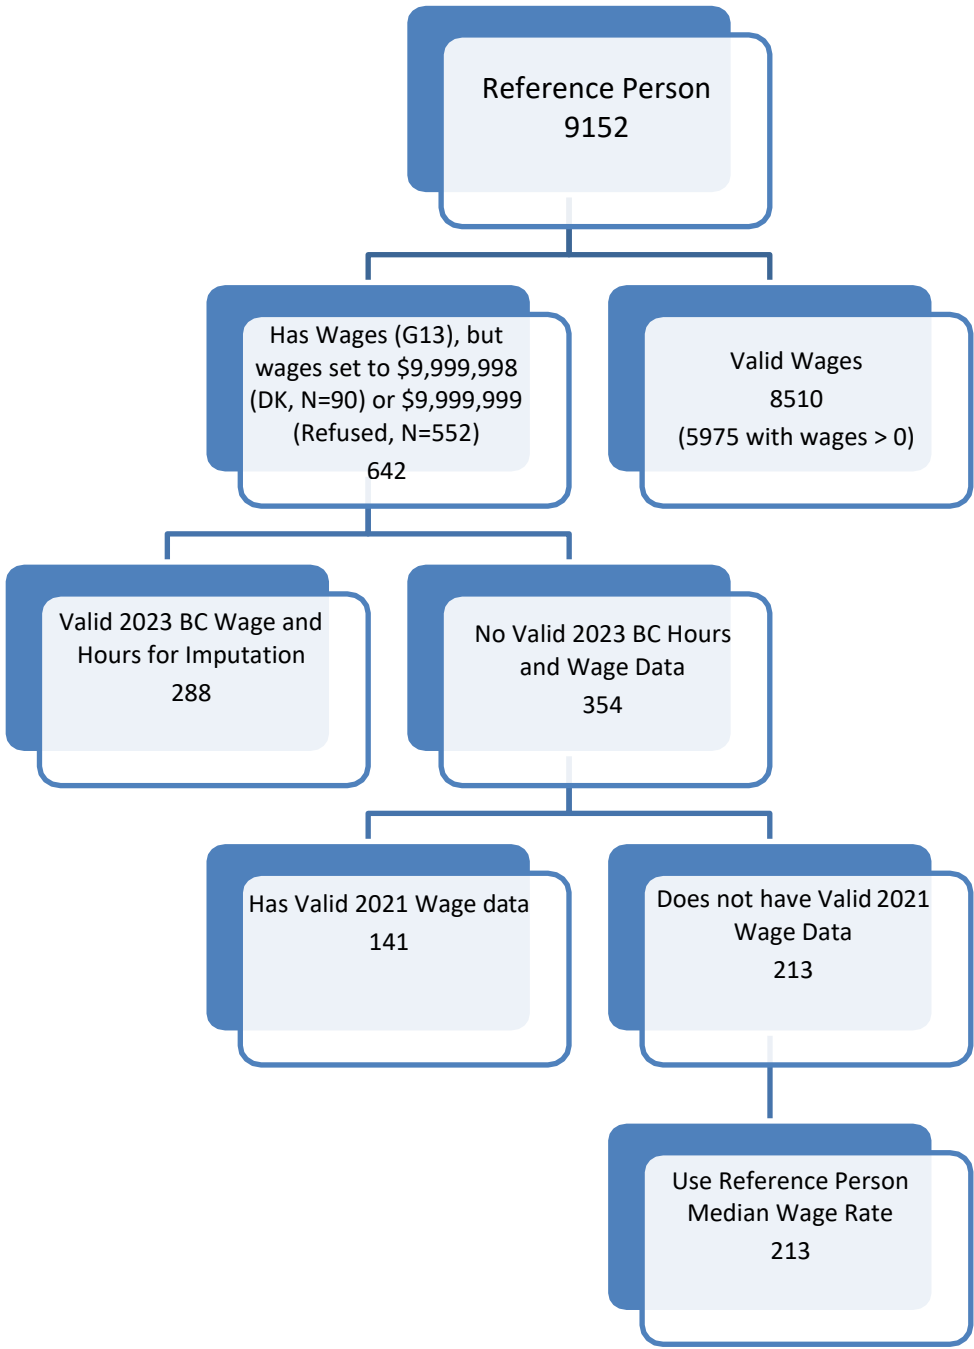 Reference Person
9152
Has Wages (G13), but
wages set to $9,999,998
(DK, N=90) or $9,999,999
(Refused, N=552)
642
Valid Wages
8510
(5975 with wages > 0)
Valid 2023 BC Wage and
Hours for Imputation
288
No Valid 2023 BC Hours
and Wage Data
354
Has Valid 2021 Wage data
141
Does not have Valid 2021
Wage Data
213
Use Reference Person
Median Wage Rate
213